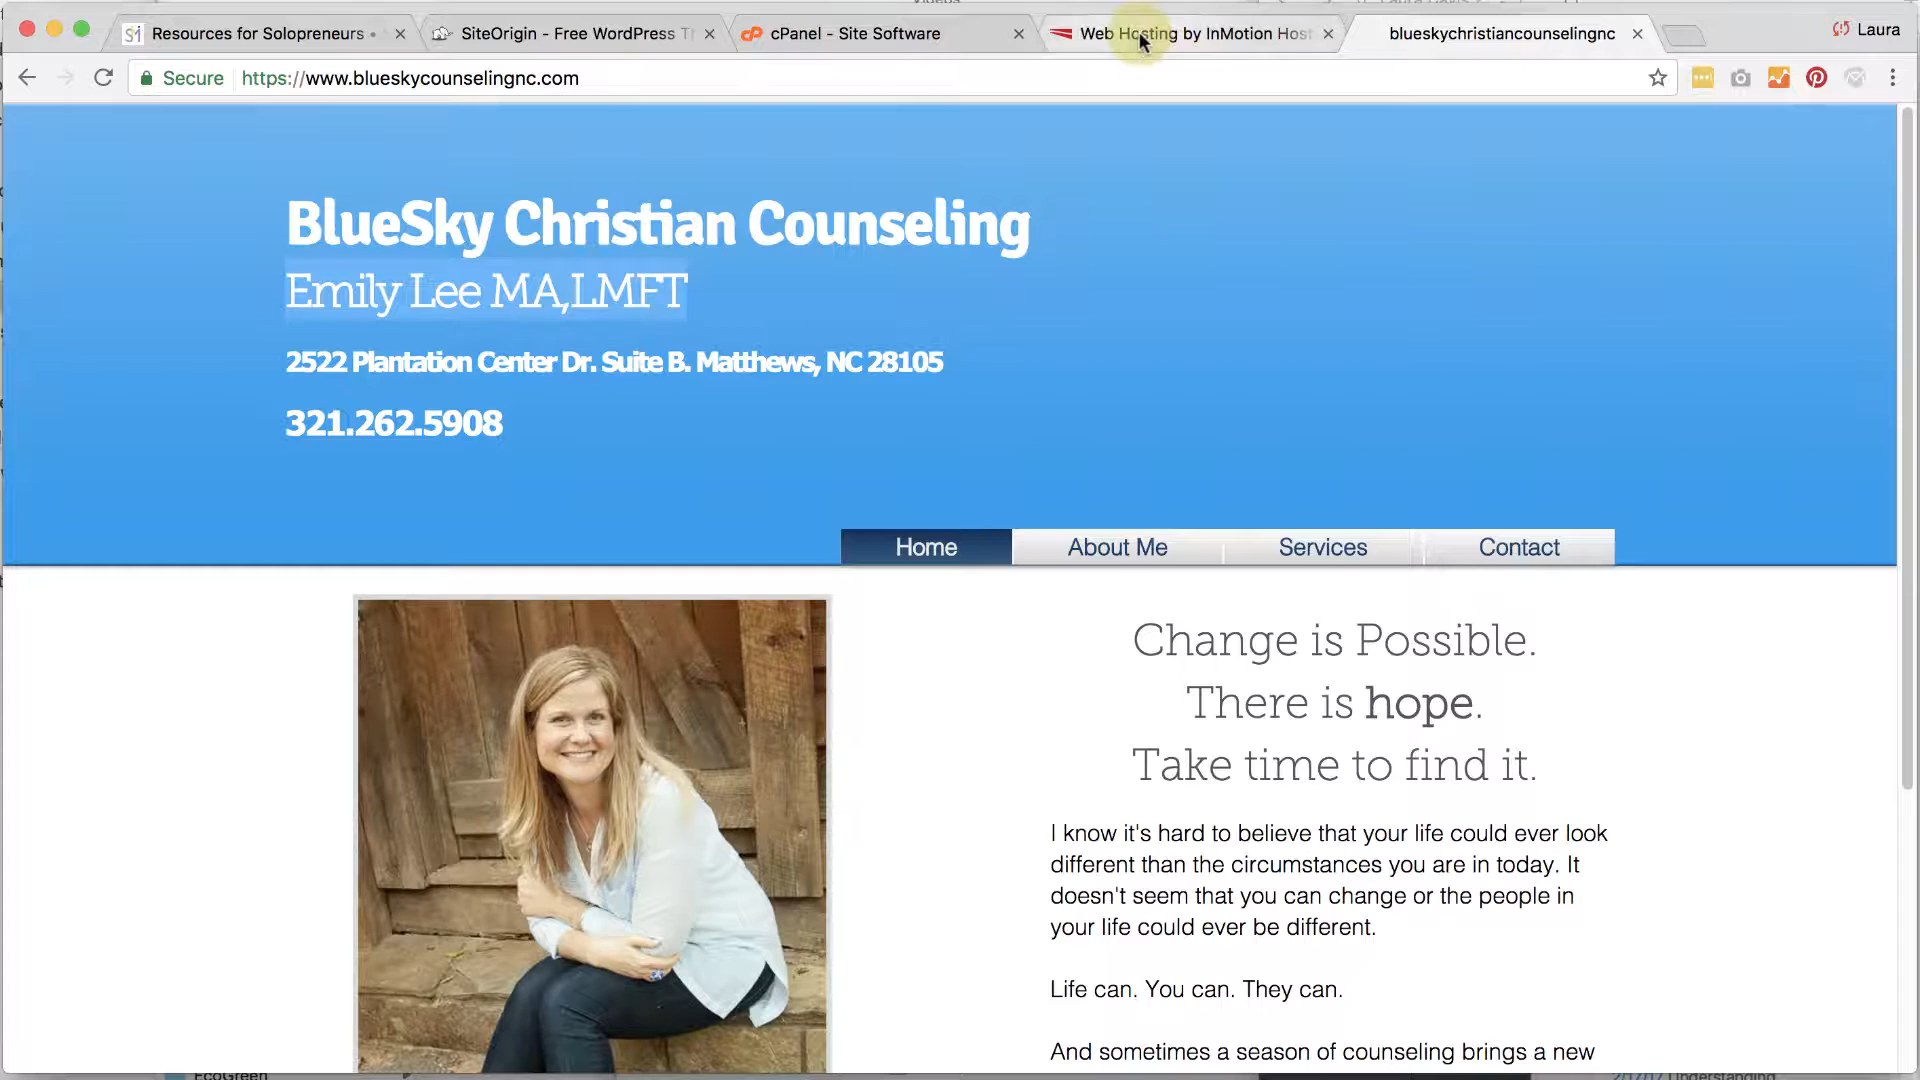 Resources for Solopreneurs •
SiteOrigin - Free WordPress
cPanel - Site Software
Web Hosting by InMotion Host
blueskychristiancounselingnc
Laura
Secure
https://www.blueskycounselingnc.com
BlueSky Christian Counseling
Emily Lee MA,LMFT
2522 Plantation Center Dr. Suite B. Matthews, NC 28105
321.262.5908
Home
About Me
Services
Contact
Change is Possible.
There is hope.
Take time to find it.
I know it's hard to believe that your life could ever look
different than the circumstances you are in today. It
doesn't seem that you can change or the people in
your life could ever be different.
Life can. You can. They can.
And sometimes a season of counseling brings a new
EcoGreen